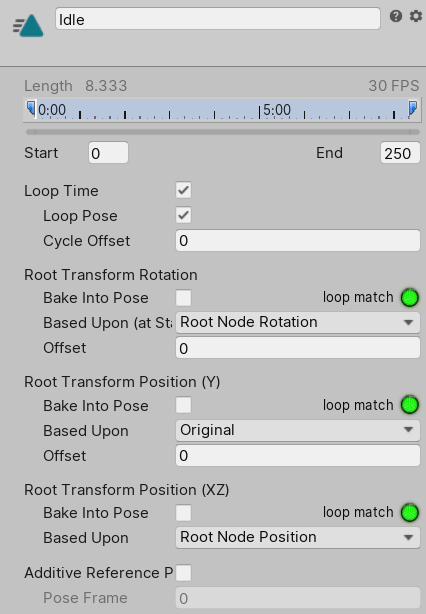 Idle
Length 8.333 30 FPS
0:00 5:00
Start 0 End 250
Loop Time
Loop Pose
Cycle Offset 0
Root Transform Rotation
Bake Into Pose loop match
Based Upon (at Sta Root Node Rotation
Offset 0
Root Transform Position (Y)
Bake Into Pose loop match
Based Upon Original
Offset 0
Root Transform Position (XZ)
Bake Into Pose loop match
Based Upon Root Node Position
Additive Reference P
Pose Frame 0